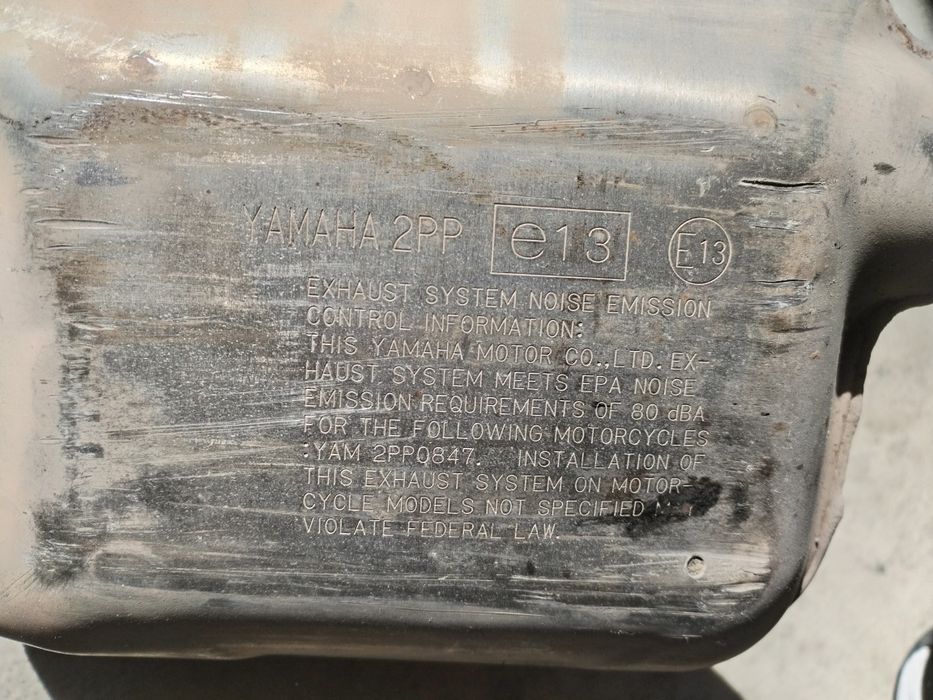 YAMAHA 2PP e13 E13
EXHAUST SYSTEM NOISE EMISSION
CONTROL INFORMATION:
THIS YAMAHA MOTOR CO.,LTD. EX-
HAUST SYSTEM MEETS EPA NOISE
EMISSION REQUIREMENTS OF 80 dBA
FOR THE FOLLOWING MOTORCYCLES
:YAM 2PP0847. INSTALLATION OF
THIS EXHAUST SYSTEM ON MOTOR-
CYCLE MODELS NOT SPECIFIED
VIOLATE FEDERAL LAW.